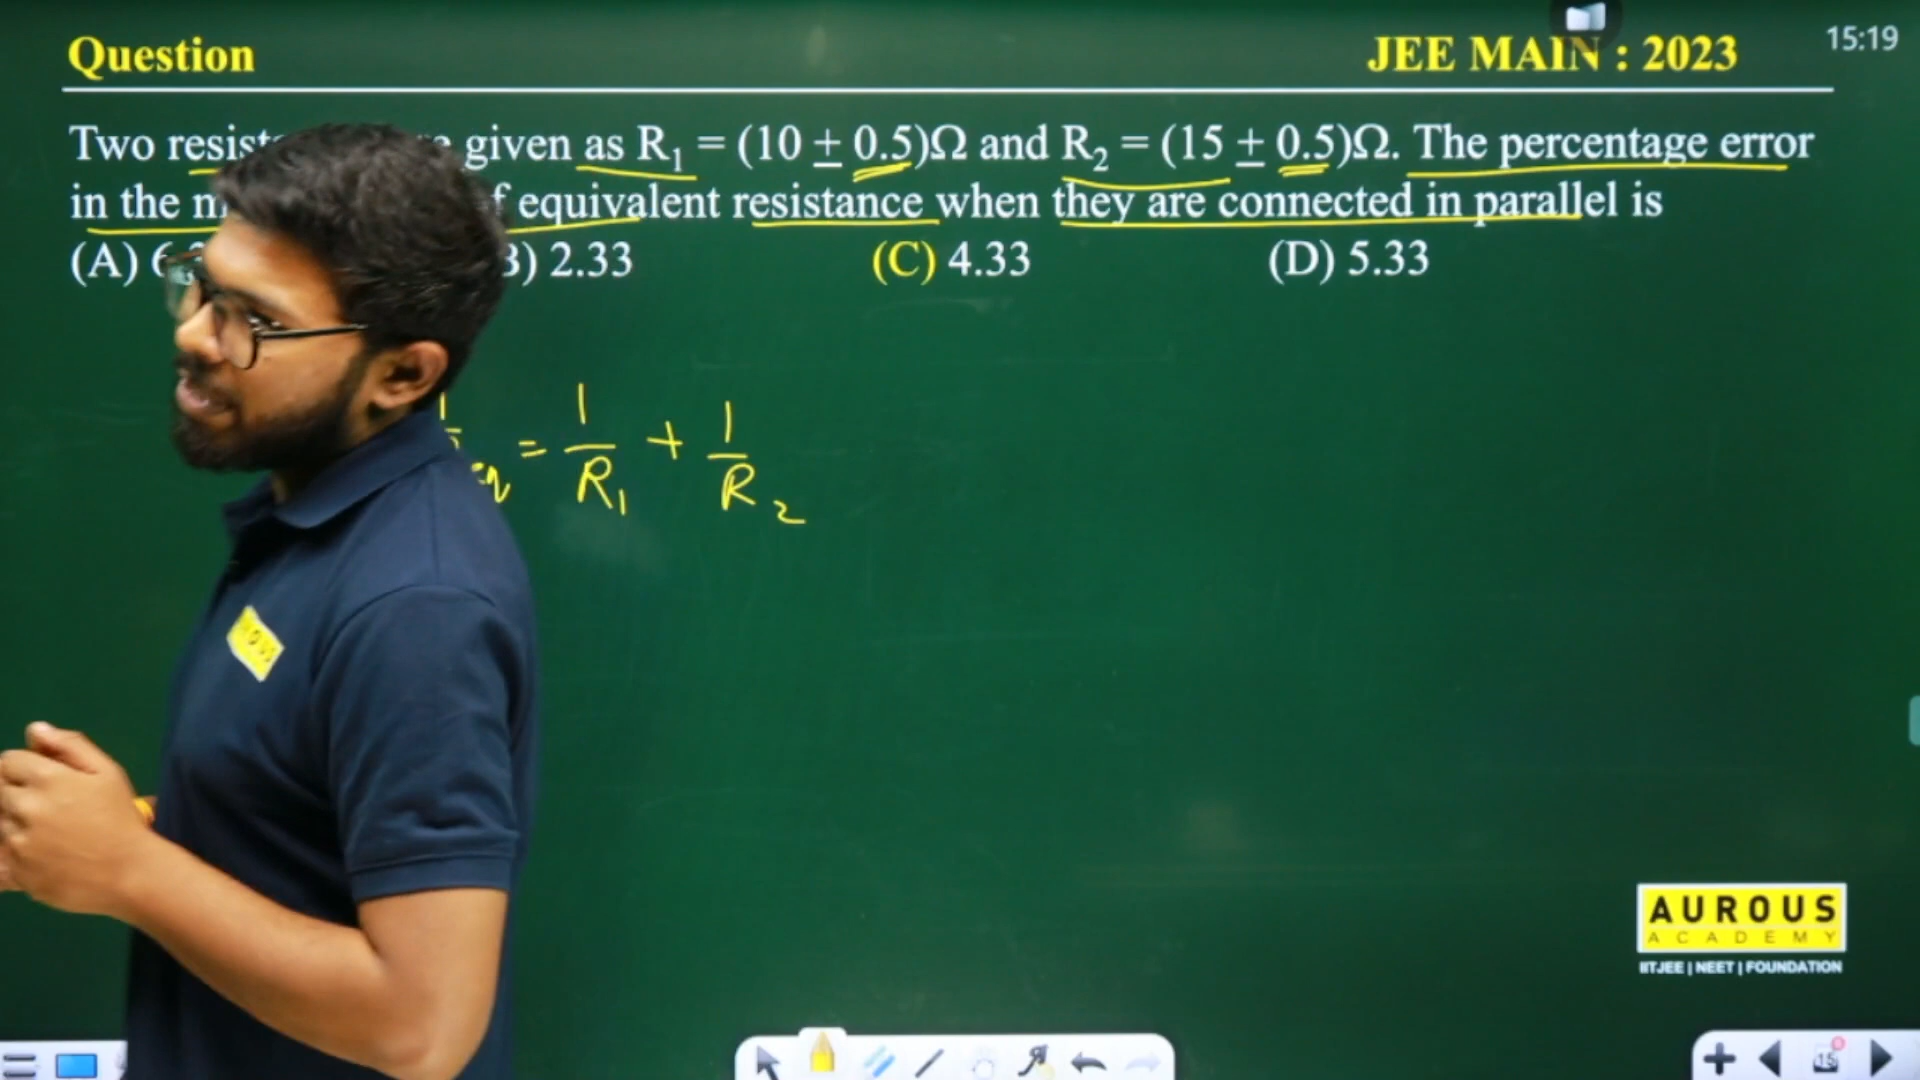 Question
JEE MAIN : 2023
15:19
Two given as R₁ = (10 ± 0.5)Ω and R₂ = (15 ± 0.5)Ω. The percentage error
in the equivalent resistance when they are connected in parallel is
(A) 2.33 (C) 4.33 (D) 5.33
= 1/R₁ + 1/R₂
AUROUS
ACADEMY
IITJEE | NEET | FOUNDATION
15